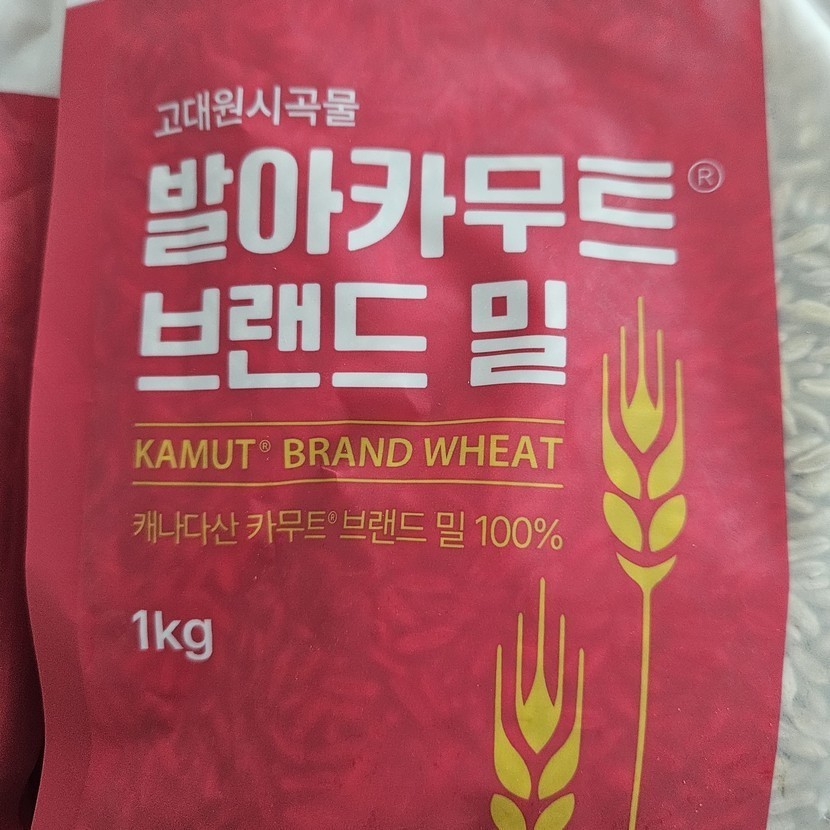 고대원시곡물
발아카무트®
브랜드 밀
KAMUT® BRAND WHEAT
캐나다산 카무트® 브랜드 밀 100%
1kg